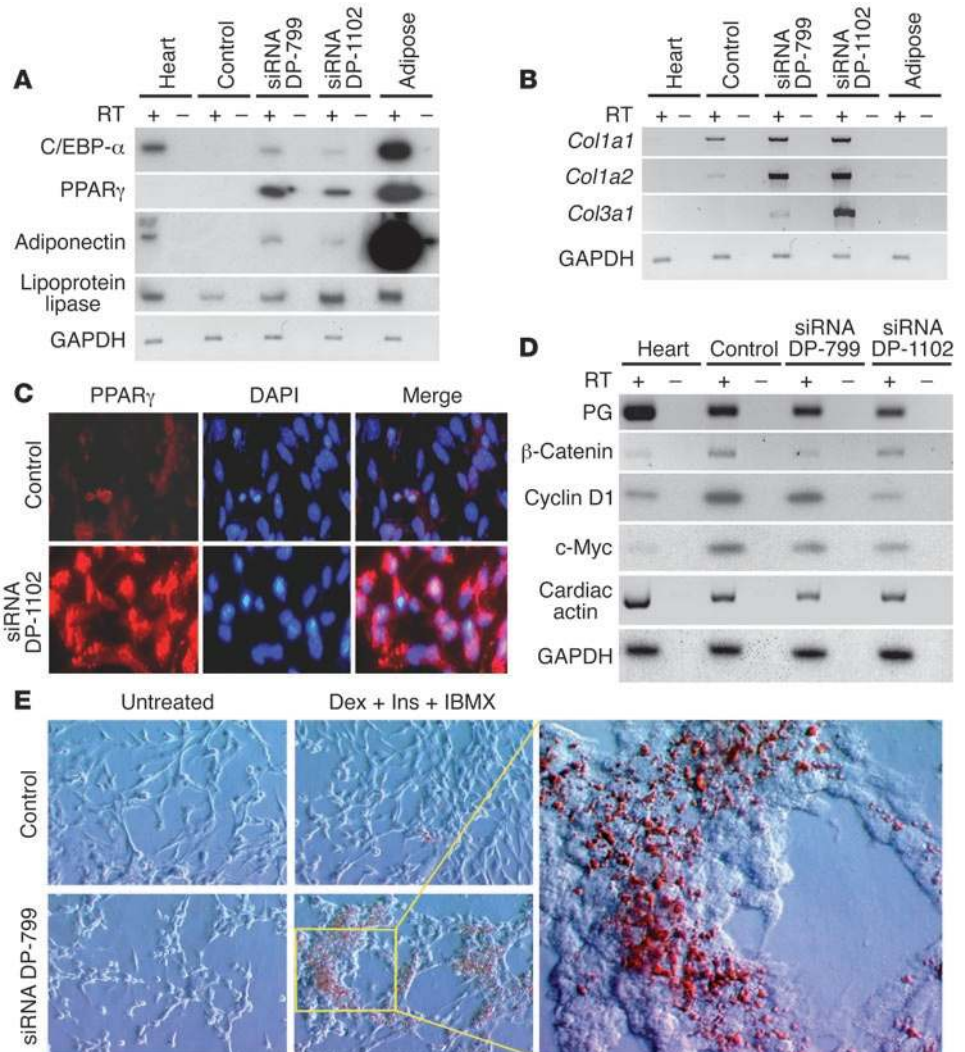 A
Heart
Control
siRNA
DP-799
siRNA
DP-1102
Adipose
RT + − + − + − + − + −
C/EBP-α
PPARγ
Adiponectin
Lipoprotein
lipase
GAPDH
B
Heart
Control
siRNA
DP-799
siRNA
DP-1102
Adipose
RT + − + − + − + − + −
Col1a1
Col1a2
Col3a1
GAPDH
C
PPARγ DAPI Merge
Control
siRNA
DP-1102
D
Heart
Control
siRNA
DP-799
siRNA
DP-1102
RT + − + − + − + −
PG
β-Catenin
Cyclin D1
c-Myc
Cardiac
actin
GAPDH
E
Untreated Dex + Ins + IBMX
Control
siRNA DP-799